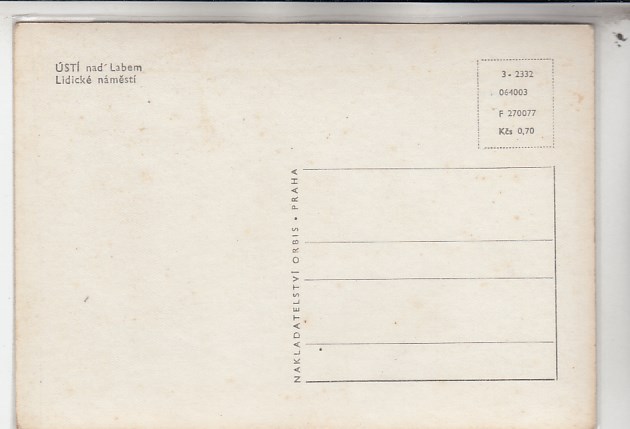 ÚSTÍ nad Labem
Lidické náměstí
3 - 2332
064003
F 270077
Kčs 0,70
NAKLADATELSTVÍ ORBIS • PRAHA